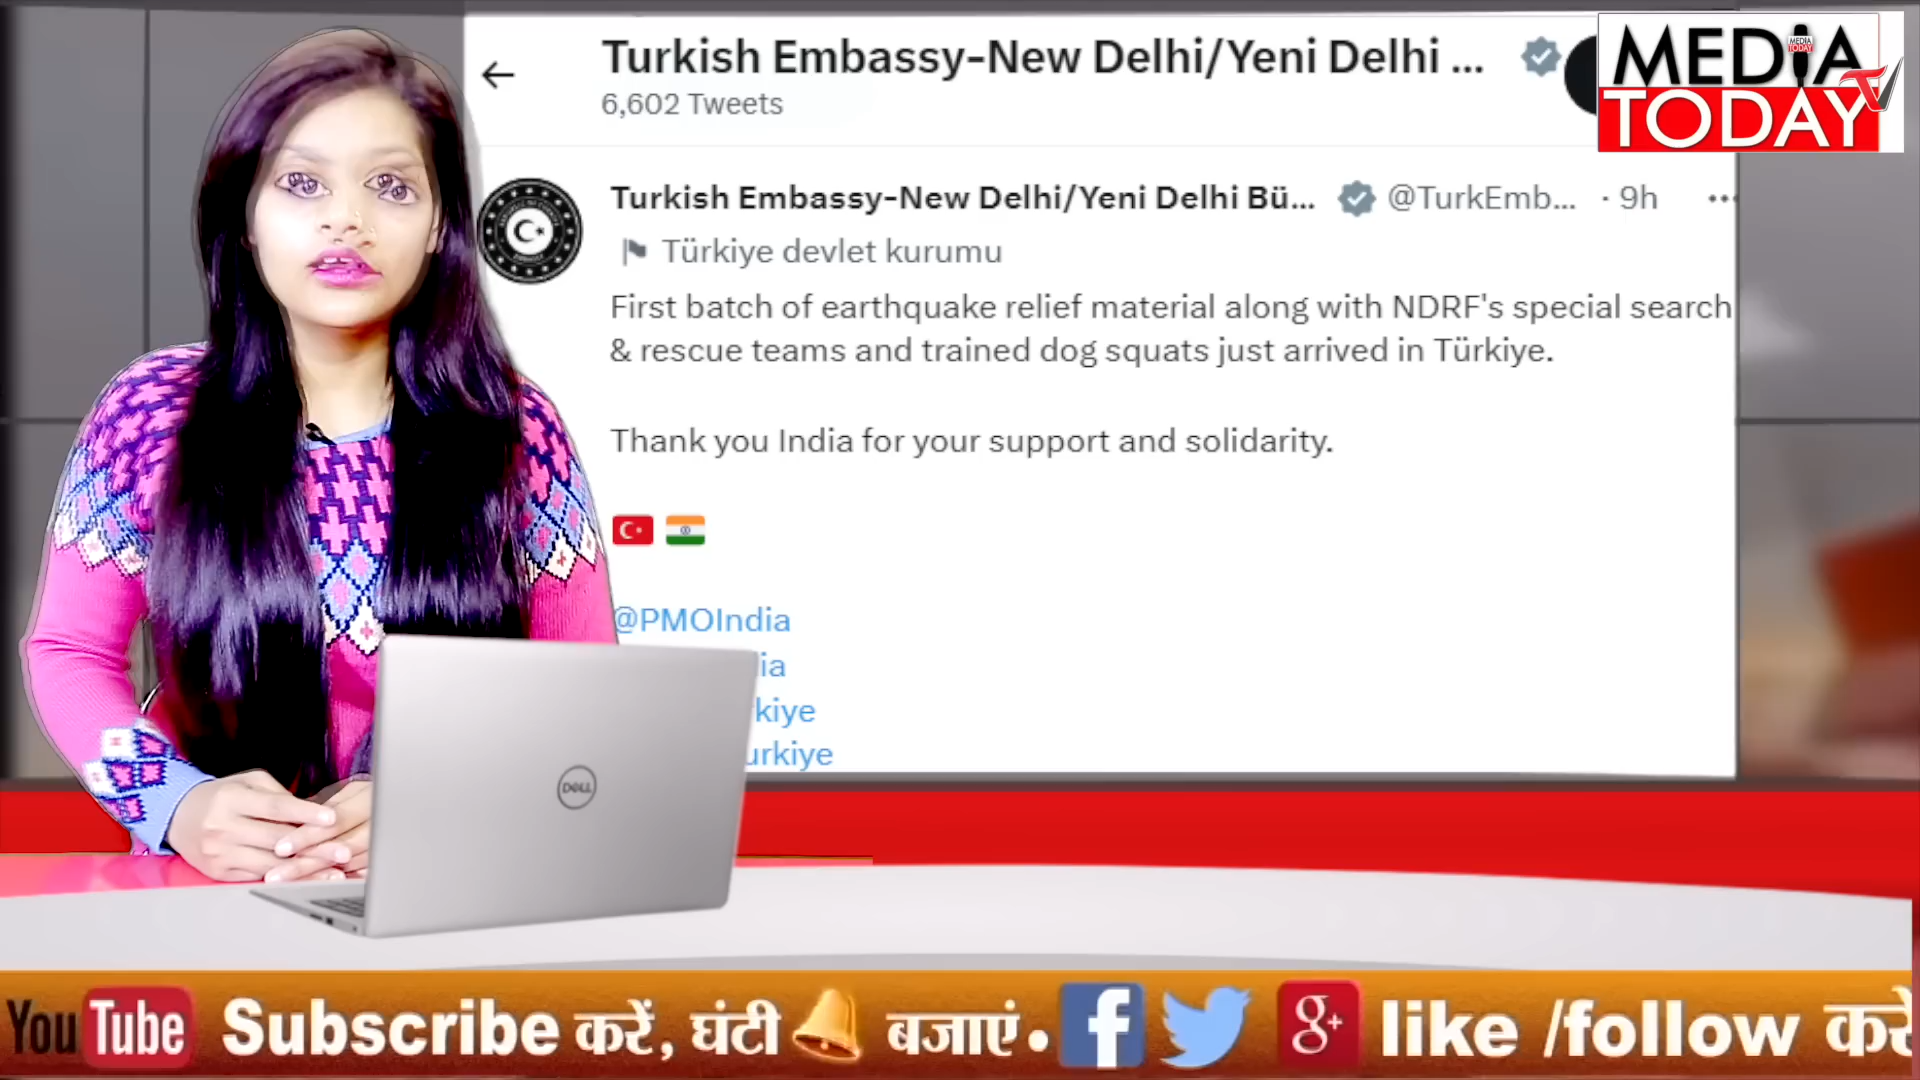 Turkish Embassy-New Delhi/Yeni Delhi ...
6,602 Tweets
MEDIA
TODAY
TV
Turkish Embassy-New Delhi/Yeni Delhi Bü... @TurkEmb... · 9h
Türkiye devlet kurumu
First batch of earthquake relief material along with NDRF's special search
& rescue teams and trained dog squats just arrived in Türkiye.
Thank you India for your support and solidarity.
@PMOIndia
ia
kiye
urkiye
DELL
YouTube Subscribe करें, घंटी बजाएं • f g+ like /follow करे